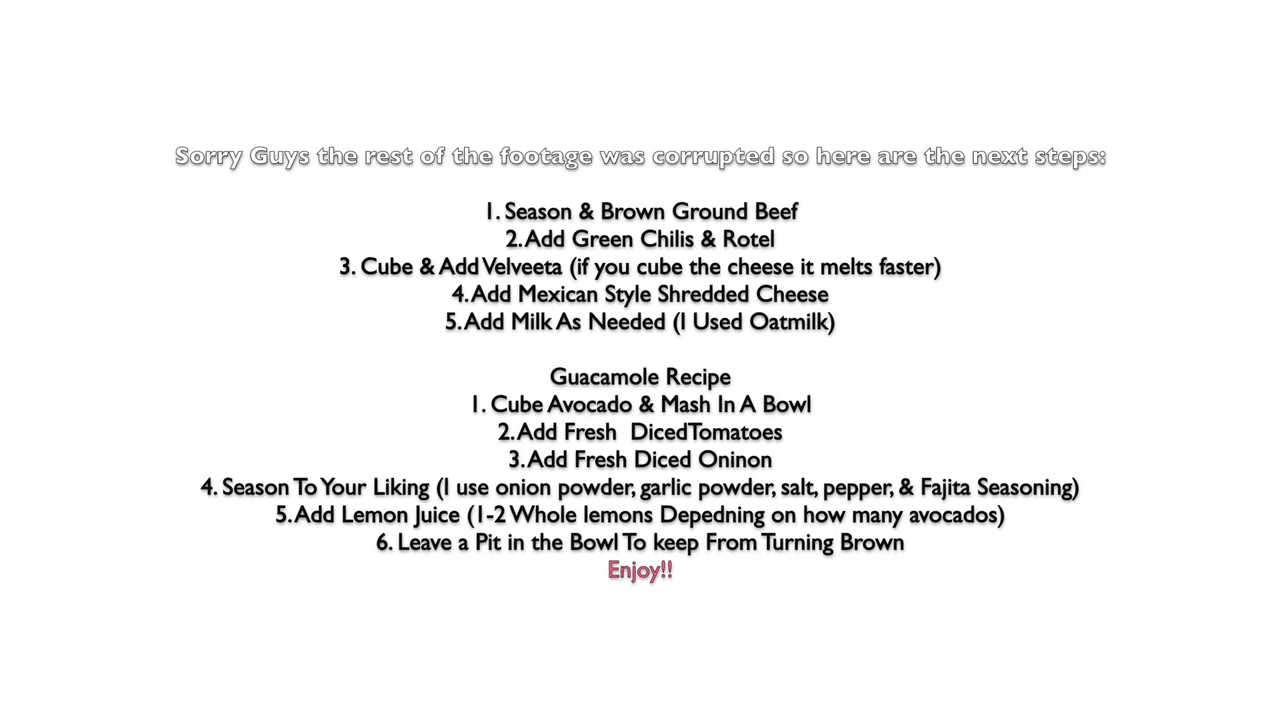 Sorry Guys the rest of the footage was corrupted so here are the next steps:
1. Season & Brown Ground Beef
2. Add Green Chilis & Rotel
3. Cube & Add Velveeta (if you cube the cheese it melts faster)
4. Add Mexican Style Shredded Cheese
5. Add Milk As Needed (I Used Oatmilk)
Guacamole Recipe
1. Cube Avocado & Mash In A Bowl
2. Add Fresh  DicedTomatoes
3. Add Fresh Diced Oninon
4. Season To Your Liking (I use onion powder, garlic powder, salt, pepper, & Fajita Seasoning)
5. Add Lemon Juice (1-2 Whole lemons Depedning on how many avocados)
6. Leave a Pit in the Bowl To keep From Turning Brown
Enjoy!!